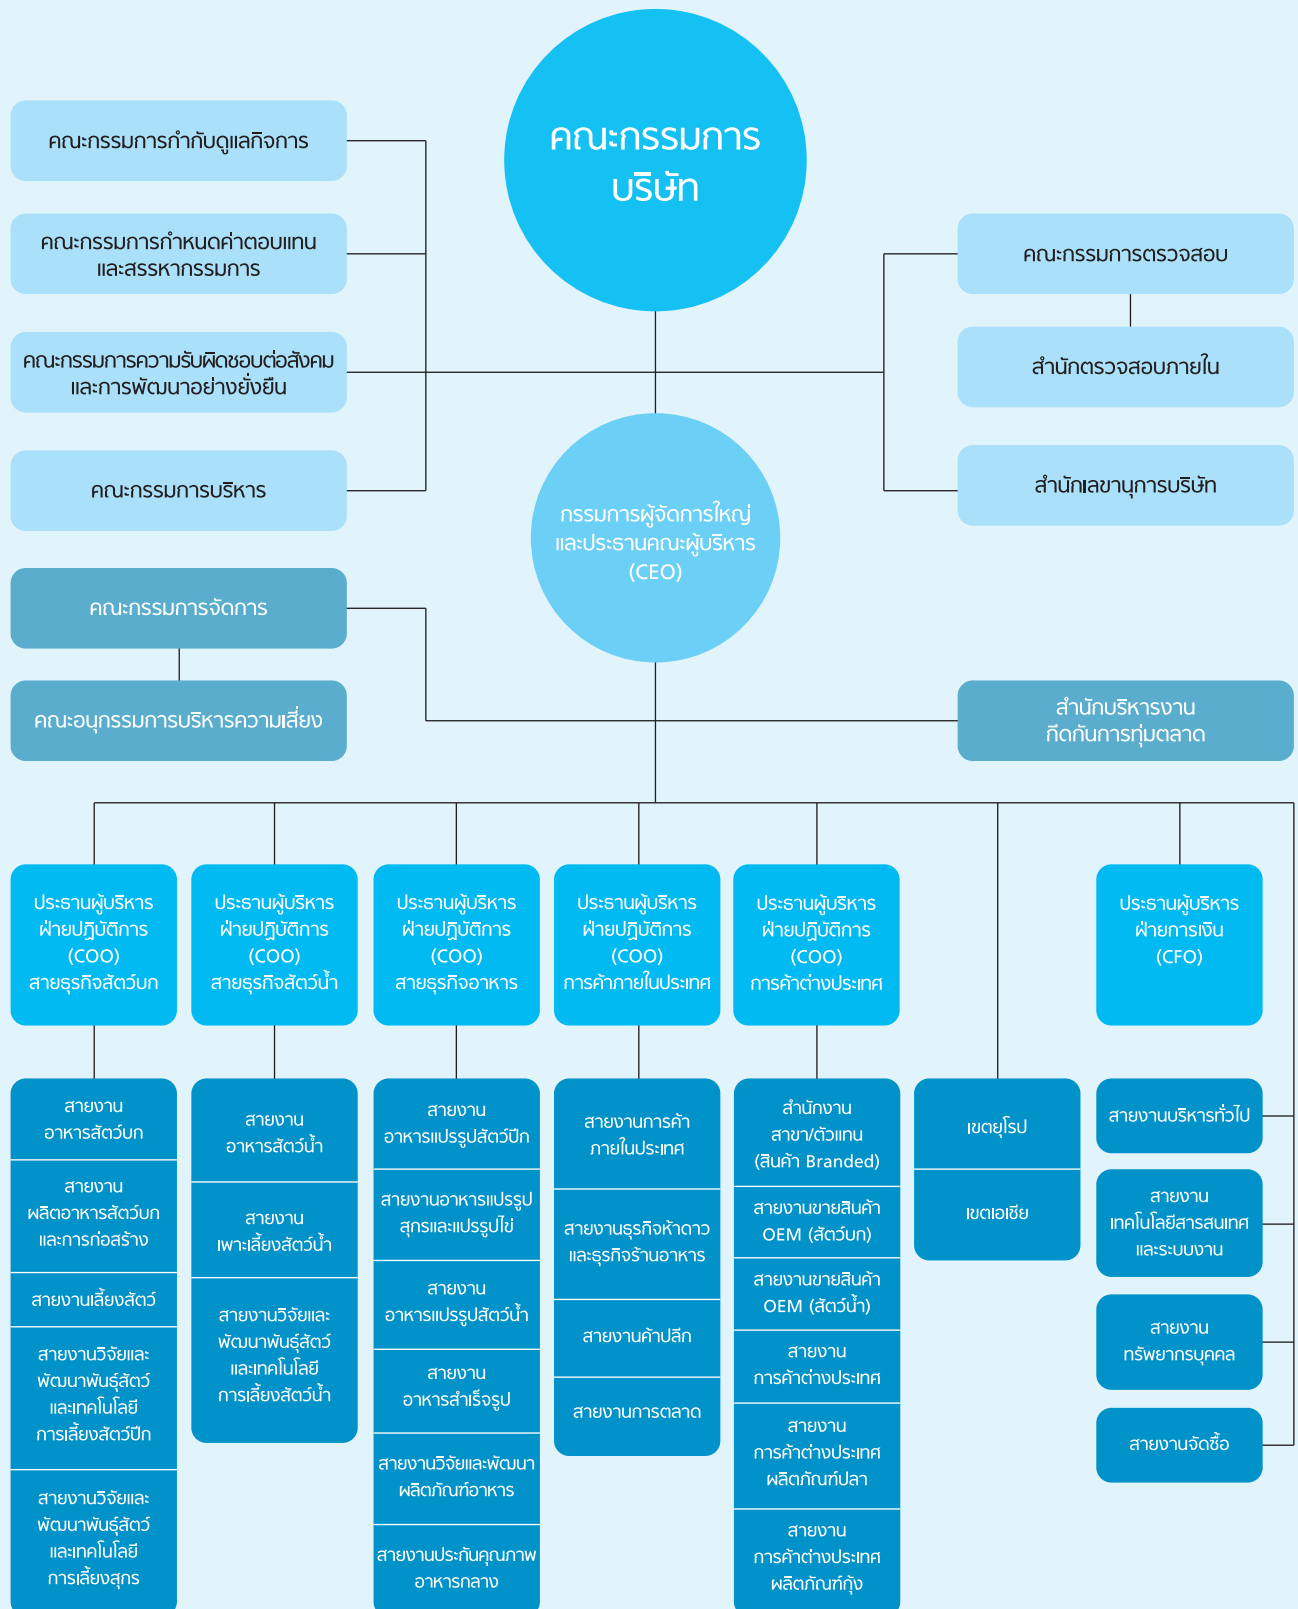 คณะกรรมการ
บริษัท
คณะกรรมการกำกับดูแลกิจการ
คณะกรรมการกำหนดค่าตอบแทน
และสรรหากรรมการ
คณะกรรมการความรับผิดชอบต่อสังคม
และการพัฒนาอย่างยั่งยืน
คณะกรรมการบริหาร
คณะกรรมการตรวจสอบ
สำนักตรวจสอบภายใน
สำนักเลขานุการบริษัท
กรรมการผู้จัดการใหญ่
และประธานคณะผู้บริหาร
(CEO)
คณะกรรมการจัดการ
คณะอนุกรรมการบริหารความเสี่ยง
สำนักบริหารงาน
กีดกันการทุ่มตลาด
ประธานผู้บริหาร
ฝ่ายปฏิบัติการ
(COO)
สายธุรกิจสัตว์บก
ประธานผู้บริหาร
ฝ่ายปฏิบัติการ
(COO)
สายธุรกิจสัตว์น้ำ
ประธานผู้บริหาร
ฝ่ายปฏิบัติการ
(COO)
สายธุรกิจอาหาร
ประธานผู้บริหาร
ฝ่ายปฏิบัติการ
(COO)
การค้าภายในประเทศ
ประธานผู้บริหาร
ฝ่ายปฏิบัติการ
(COO)
การค้าต่างประเทศ
ประธานผู้บริหาร
ฝ่ายการเงิน
(CFO)
สายงาน
อาหารสัตว์บก
สายงาน
ผลิตอาหารสัตว์บก
และการก่อสร้าง
สายงานเลี้ยงสัตว์
สายงานวิจัยและ
พัฒนาพันธุ์สัตว์
และเทคโนโลยี
การเลี้ยงสัตว์ปีก
สายงานวิจัยและ
พัฒนาพันธุ์สัตว์
และเทคโนโลยี
การเลี้ยงสุกร
สายงาน
อาหารสัตว์น้ำ
สายงาน
เพาะเลี้ยงสัตว์น้ำ
สายงานวิจัยและ
พัฒนาพันธุ์สัตว์
และเทคโนโลยี
การเลี้ยงสัตว์น้ำ
สายงาน
อาหารแปรรูปสัตว์ปีก
สายงานอาหารแปรรูป
สุกรและแปรรูปไข่
สายงาน
อาหารแปรรูปสัตว์น้ำ
สายงาน
อาหารสำเร็จรูป
สายงานวิจัยและพัฒนา
ผลิตภัณฑ์อาหาร
สายงานประกันคุณภาพ
อาหารกลาง
สายงานการค้า
ภายในประเทศ
สายงานธุรกิจห้าดาว
และธุรกิจร้านอาหาร
สายงานค้าปลีก
สายงานการตลาด
สำนักงาน
สาขา/ตัวแทน
(สินค้า Branded)
สายงานขายสินค้า
OEM (สัตว์บก)
สายงานขายสินค้า
OEM (สัตว์น้ำ)
สายงาน
การค้าต่างประเทศ
สายงาน
การค้าต่างประเทศ
ผลิตภัณฑ์ปลา
สายงาน
การค้าต่างประเทศ
ผลิตภัณฑ์กุ้ง
เขตยุโรป
เขตเอเชีย
สายงานบริหารทั่วไป
สายงาน
เทคโนโลยีสารสนเทศ
และระบบงาน
สายงาน
ทรัพยากรบุคคล
สายงานจัดซื้อ